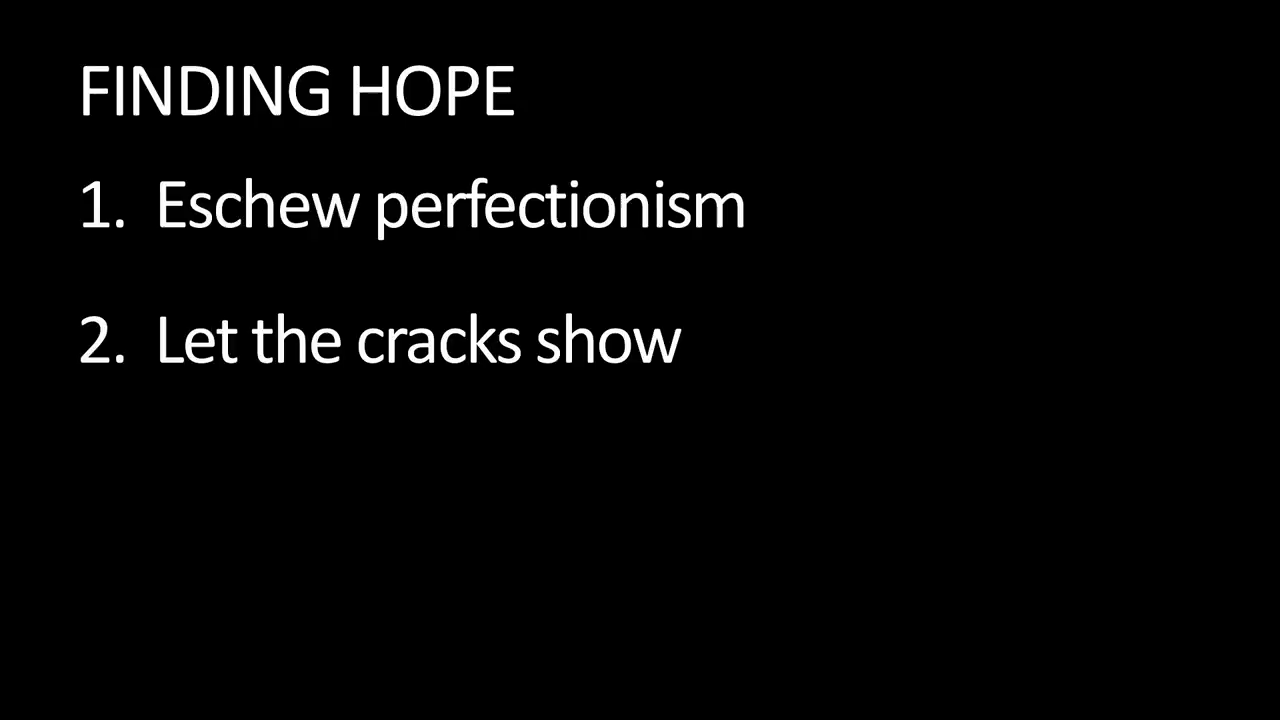 FINDING HOPE
1. Eschew perfectionism
2. Let the cracks show